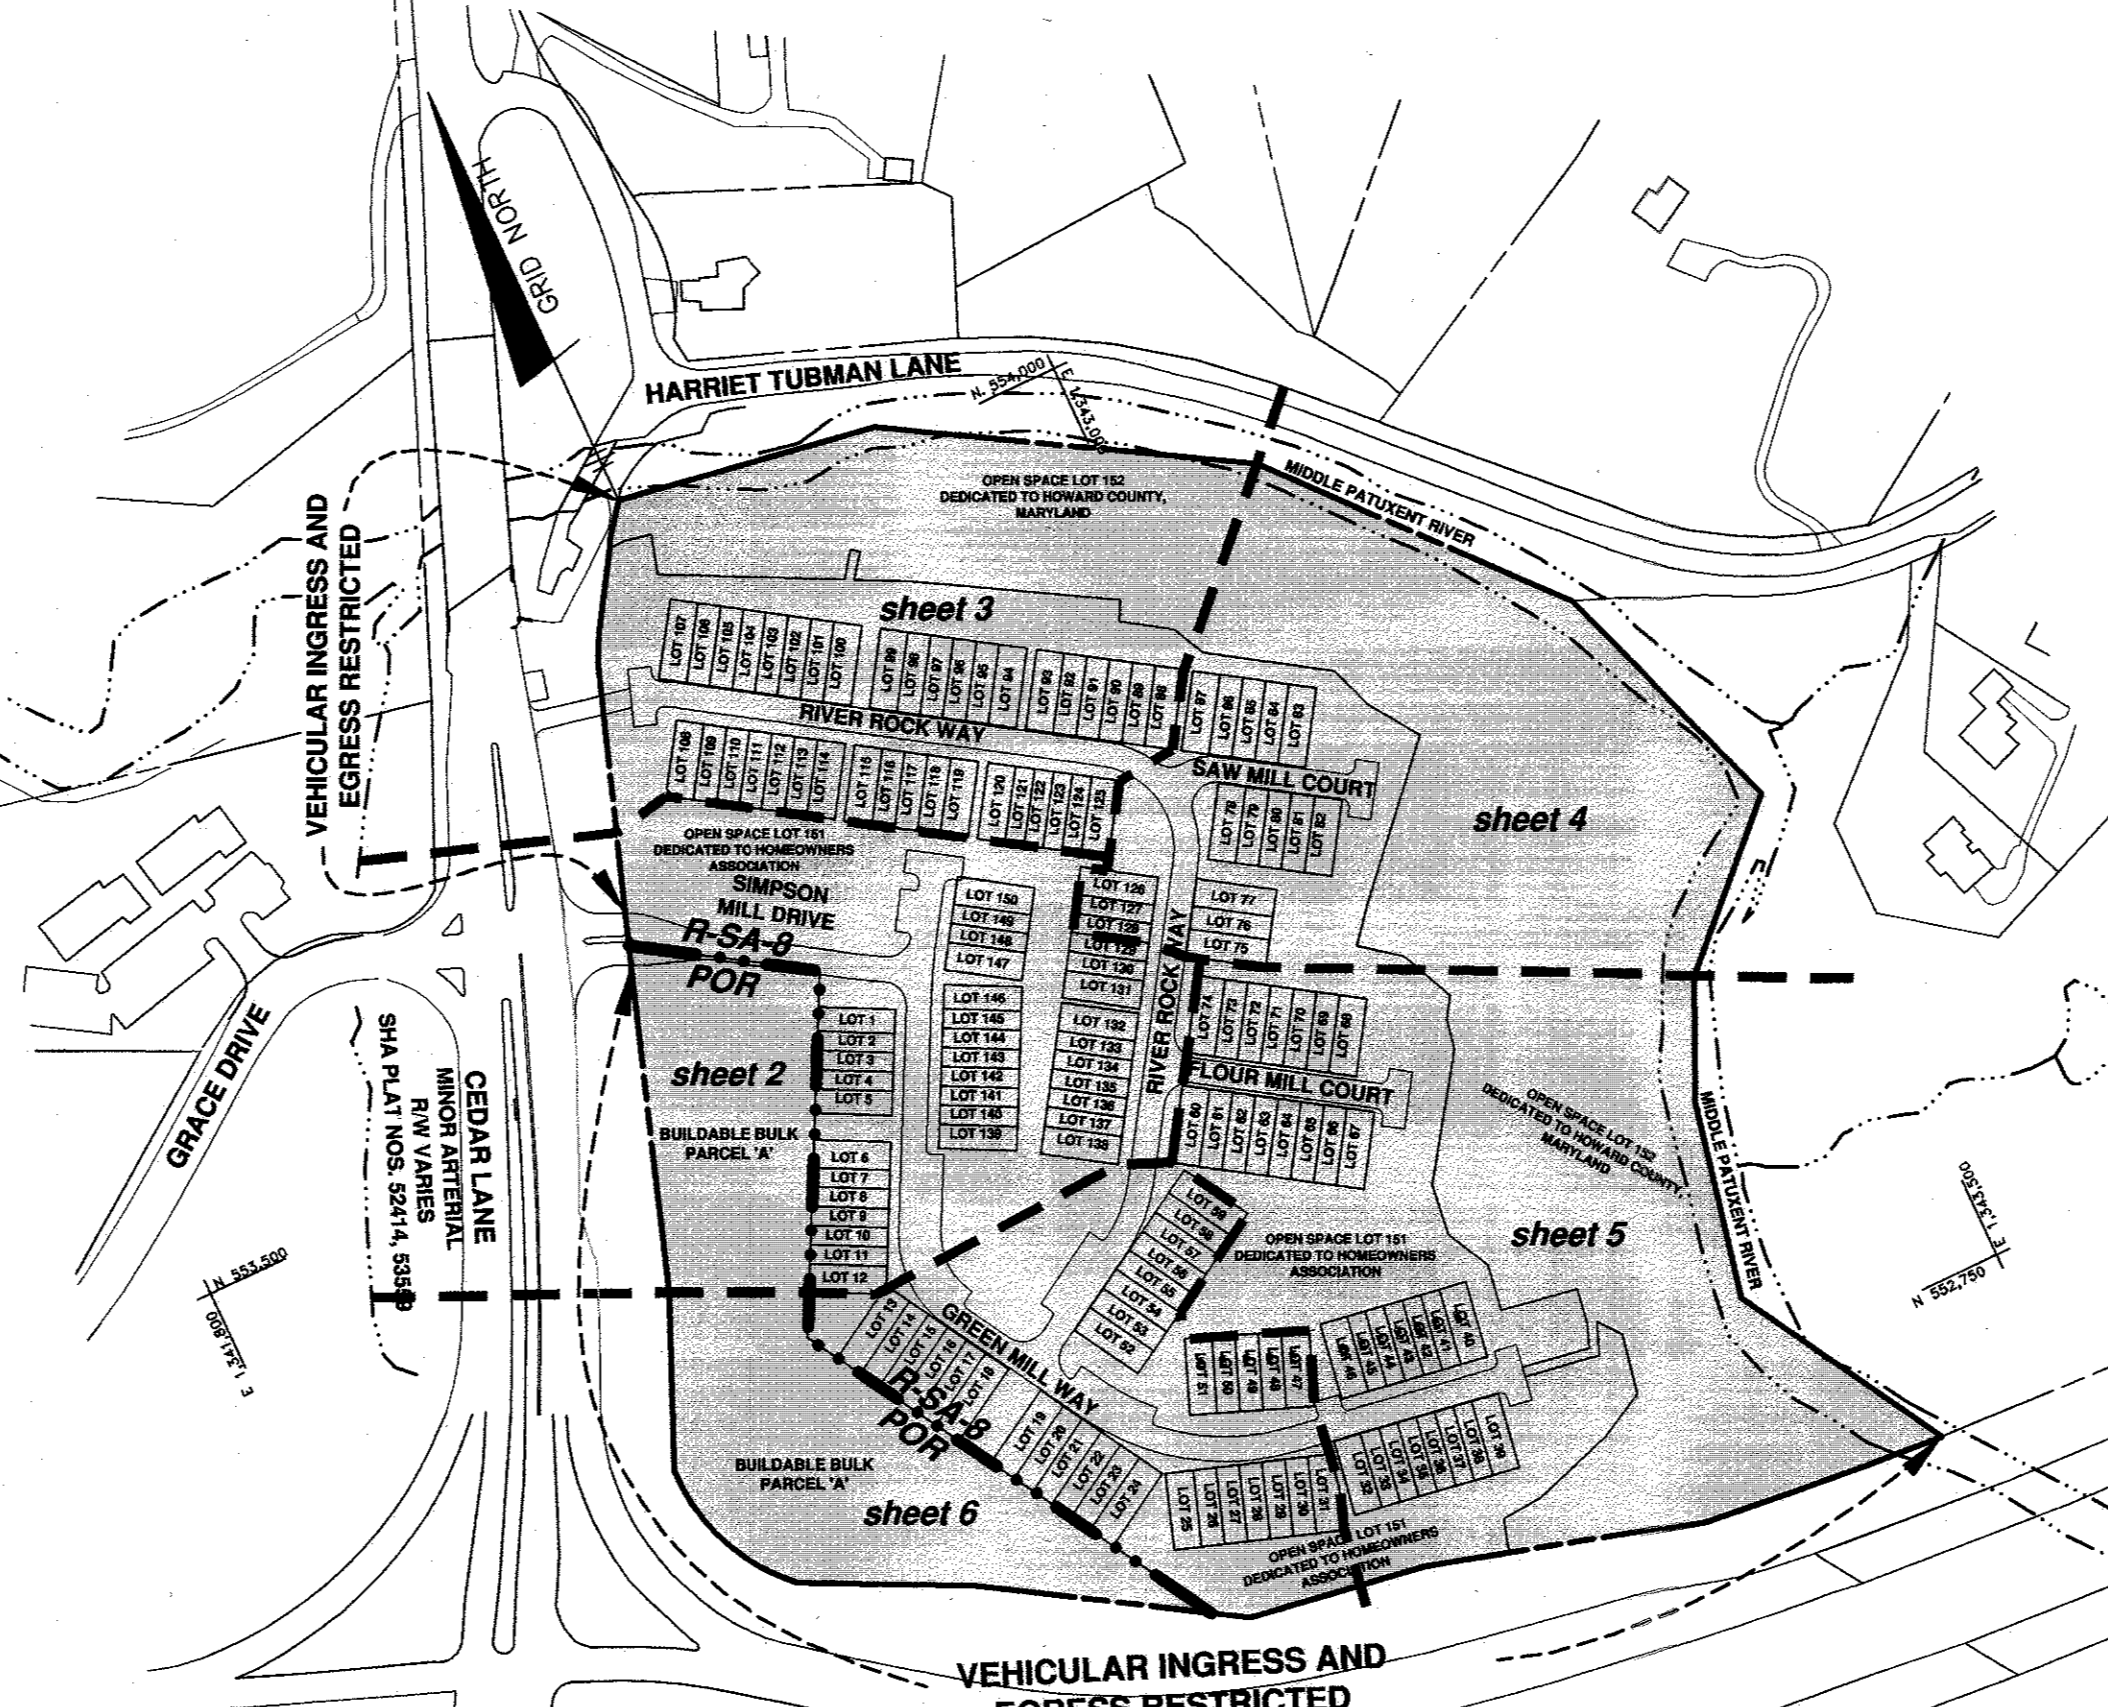 GRID NORTH
HARRIET TUBMAN LANE
N. 554,000
MIDDLE PATUXENT RIVER
OPEN SPACE LOT 152
DEDICATED TO HOWARD COUNTY,
MARYLAND
VEHICULAR INGRESS AND
EGRESS RESTRICTED
sheet 3
LOT 107
LOT 106
LOT 105
LOT 104
LOT 103
LOT 102
LOT 101
LOT 100
LOT 99
LOT 98
LOT 97
LOT 96
LOT 95
LOT 94
LOT 93
LOT 92
LOT 91
LOT 90
LOT 89
LOT 88
LOT 87
LOT 86
LOT 85
LOT 84
LOT 83
RIVER ROCK WAY
LOT 108
LOT 109
LOT 110
LOT 111
LOT 112
LOT 113
LOT 114
LOT 115
LOT 116
LOT 117
LOT 118
LOT 119
LOT 120
LOT 121
LOT 122
LOT 123
LOT 124
LOT 125
SAW MILL COURT
LOT 78
LOT 79
LOT 80
LOT 81
LOT 82
sheet 4
OPEN SPACE LOT 151
DEDICATED TO HOMEOWNERS
ASSOCIATION
SIMPSON
MILL DRIVE
R-SA-8
POR
LOT 150
LOT 149
LOT 148
LOT 147
LOT 146
LOT 145
LOT 144
LOT 143
LOT 142
LOT 141
LOT 140
LOT 139
LOT 126
LOT 127
LOT 128
LOT 129
LOT 130
LOT 131
LOT 132
LOT 133
LOT 134
LOT 135
LOT 136
LOT 137
LOT 138
RIVER ROCK WAY
LOT 77
LOT 76
LOT 75
LOT 74
LOT 73
LOT 72
LOT 71
LOT 70
LOT 69
LOT 68
FLOUR MILL COURT
LOT 60
LOT 61
LOT 62
LOT 63
LOT 64
LOT 65
LOT 66
LOT 67
sheet 2
LOT 1
LOT 2
LOT 3
LOT 4
LOT 5
BUILDABLE BULK
PARCEL 'A'
LOT 6
LOT 7
LOT 8
LOT 9
LOT 10
LOT 11
LOT 12
GRACE DRIVE
CEDAR LANE
MINOR ARTERIAL
R/W VARIES
SHA PLAT NOS. 52414,
N 553,500
E 1,341,800
OPEN SPACE LOT 152
DEDICATED TO HOWARD COUNTY,
MARYLAND
MIDDLE PATUXENT RIVER
E 1,343,500
N 552,750
sheet 5
LOT 59
LOT 58
LOT 57
LOT 56
LOT 55
LOT 54
LOT 53
LOT 52
OPEN SPACE LOT 151
DEDICATED TO HOMEOWNERS
ASSOCIATION
LOT 13
LOT 14
LOT 15
LOT 16
LOT 17
LOT 18
GREEN MILL WAY
R-SA-8
POR
LOT 19
LOT 20
LOT 21
LOT 22
LOT 23
LOT 24
LOT 51
LOT 50
LOT 49
LOT 48
LOT 47
LOT 46
LOT 45
LOT 44
LOT 43
LOT 42
LOT 41
LOT 40
LOT 25
LOT 26
LOT 27
LOT 28
LOT 29
LOT 30
LOT 31
LOT 32
LOT 33
LOT 34
LOT 35
LOT 36
LOT 37
LOT 38
LOT 39
BUILDABLE BULK
PARCEL 'A'
sheet 6
OPEN SPACE LOT 151
DEDICATED TO HOMEOWNERS
ASSOCIATION
VEHICULAR INGRESS AND
EGRESS RESTRICTED